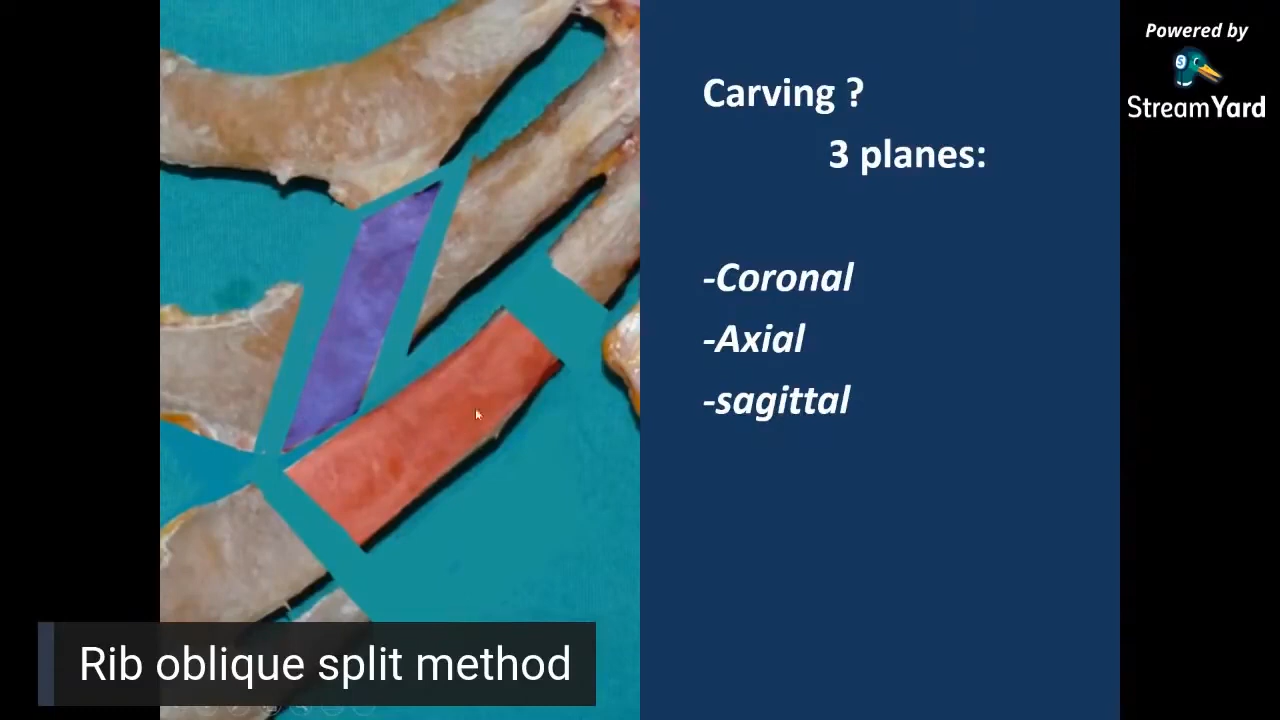 Carving ?
3 planes:
-Coronal
-Axial
-sagittal
Rib oblique split method
Powered by
StreamYard